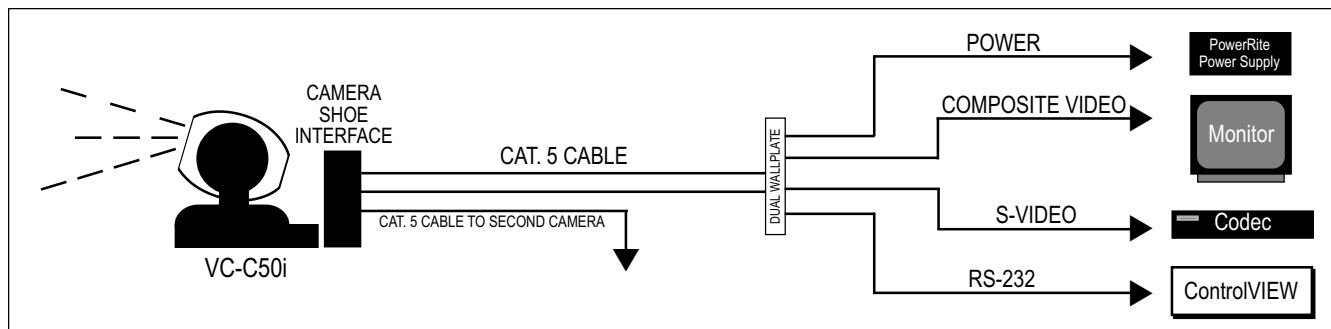 VC-C50i
CAMERA
SHOE
INTERFACE
CAT. 5 CABLE
CAT. 5 CABLE TO SECOND CAMERA
DUAL WALLPLATE
POWER
PowerRite
Power Supply
COMPOSITE VIDEO
Monitor
S-VIDEO
Codec
RS-232
ControlVIEW